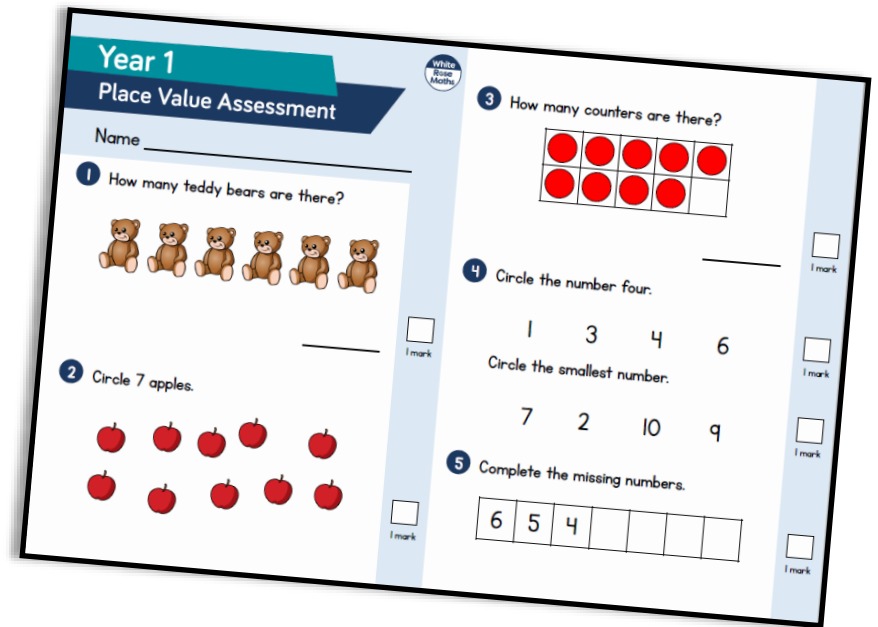 Year 1
Place Value Assessment
White
Rose
Maths
Name
1 How many teddy bears are there?
1 mark
2 Circle 7 apples.
1 mark
3 How many counters are there?
1 mark
4 Circle the number four.
1 3 4 6
1 mark
Circle the smallest number.
7 2 10 9
1 mark
5 Complete the missing numbers.
6 5 4
1 mark